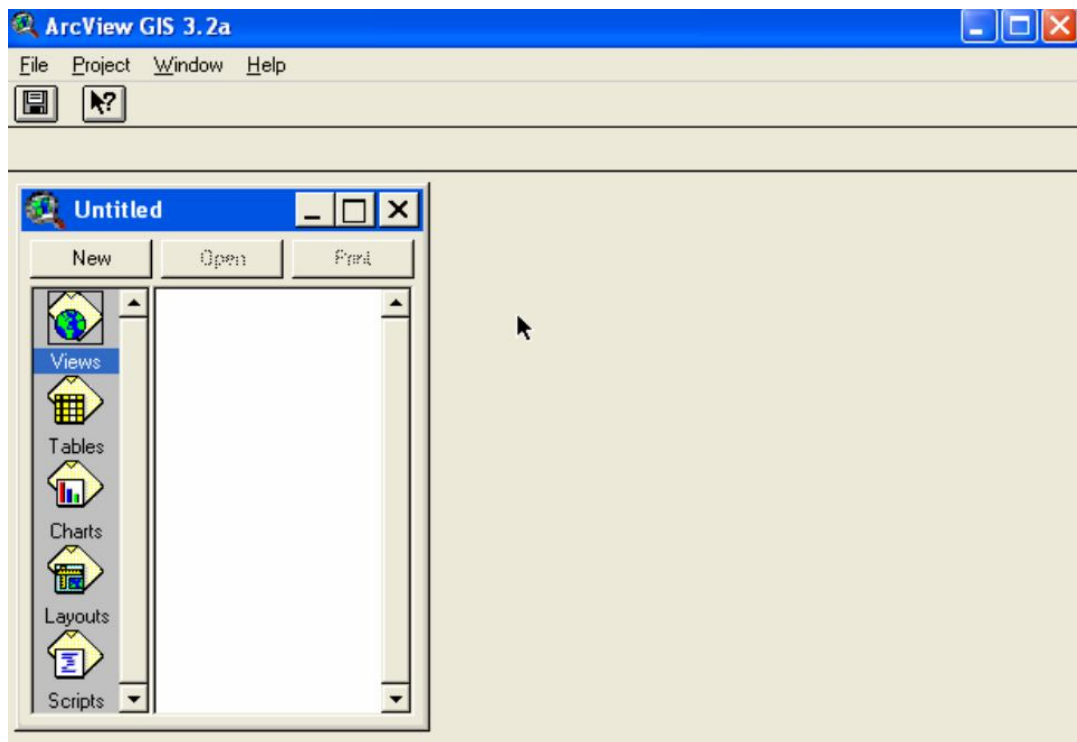 ArcView GIS 3.2a
File Project Window Help
?
Untitled
New Open Print
Views
Tables
Charts
Layouts
Scripts